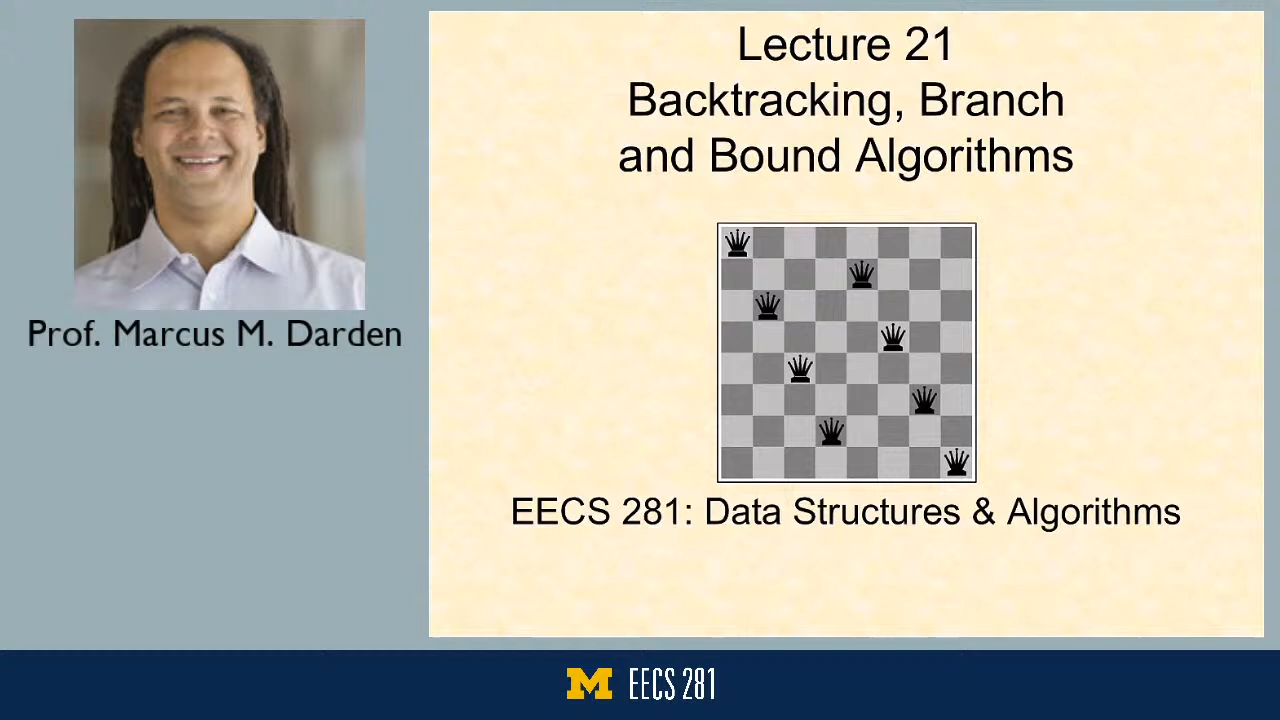 Lecture 21
Backtracking, Branch
and Bound Algorithms
Prof. Marcus M. Darden
EECS 281: Data Structures & Algorithms
M EECS 281